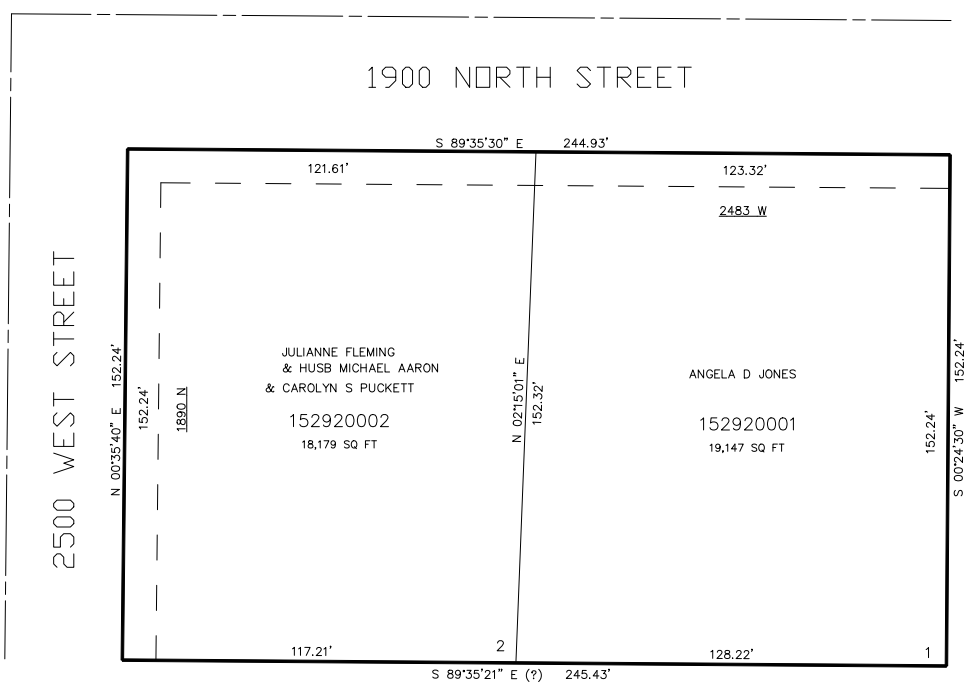 1900 NORTH STREET
S 89°35'30" E 244.93'
121.61'
123.32'
2483 W
2500 WEST STREET
N 00°35'40" E 152.24'
152.24'
1890 N
JULIANNE FLEMING
& HUSB MICHAEL AARON
& CAROLYN S PUCKETT
152920002
18,179 SQ FT
N 02°15'01" E
152.32'
ANGELA D JONES
152920001
19,147 SQ FT
152.24'
S 00°24'30" W 152.24'
117.21'
2
128.22'
1
S 89°35'21" E (?) 245.43'